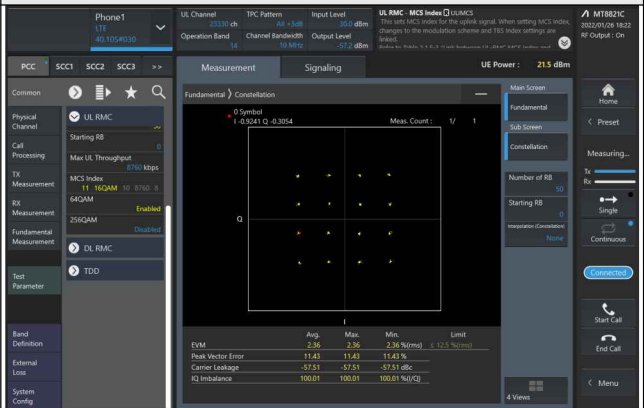 Phone1
LTE
40.10S#030
UL Channel 23330 ch
TPC Pattern All +3dB
Input Level 30.0 dBm
Operation Band 14
Channel Bandwidth 10 MHz
Output Level -57.2 dBm
UL RMC - MCS Index ULMCS
This sets MCS Index for the uplink signal. When setting MCS Index,
changes to the modulation scheme and TBS Index settings are
linked.
MT8821C
2022/01/26 18:22
RF Output : On
PCC SCC1 SCC2 SCC3 >>
Measurement Signaling
UE Power : 21.5 dBm
Common
Physical
Channel
Call
Processing
TX
Measurement
RX
Measurement
Fundamental
Measurement
Test
Parameter
Band
Definition
External
Loss
System
Config
UL RMC
Starting RB
0
Max UL Throughput
8760 kbps
MCS Index
11 16QAM 10 8760 8
64QAM
Enabled
256QAM
Disabled
DL RMC
TDD
Fundamental Constellation
0 Symbol
I -0.9241 Q -0.3054
Meas. Count : 1/ 1
Q
I
Avg. Max. Min. Limit
EVM 2.36 2.36 2.36 %(rms) ≤ 12.5 %(rms)
Peak Vector Error 11.43 11.43 11.43 %
Carrier Leakage -57.51 -57.51 -57.51 dBc
IQ Imbalance 100.01 100.01 100.01 %(I/Q)
Main Screen
Fundamental
Sub Screen
Constellation
Number of RB
50
Starting RB
0
Interpolation (Constellation)
None
4 Views
Home
< Preset
Measuring...
Tx
Rx
Single
Continuous
Connected
Start Call
End Call
< Menu